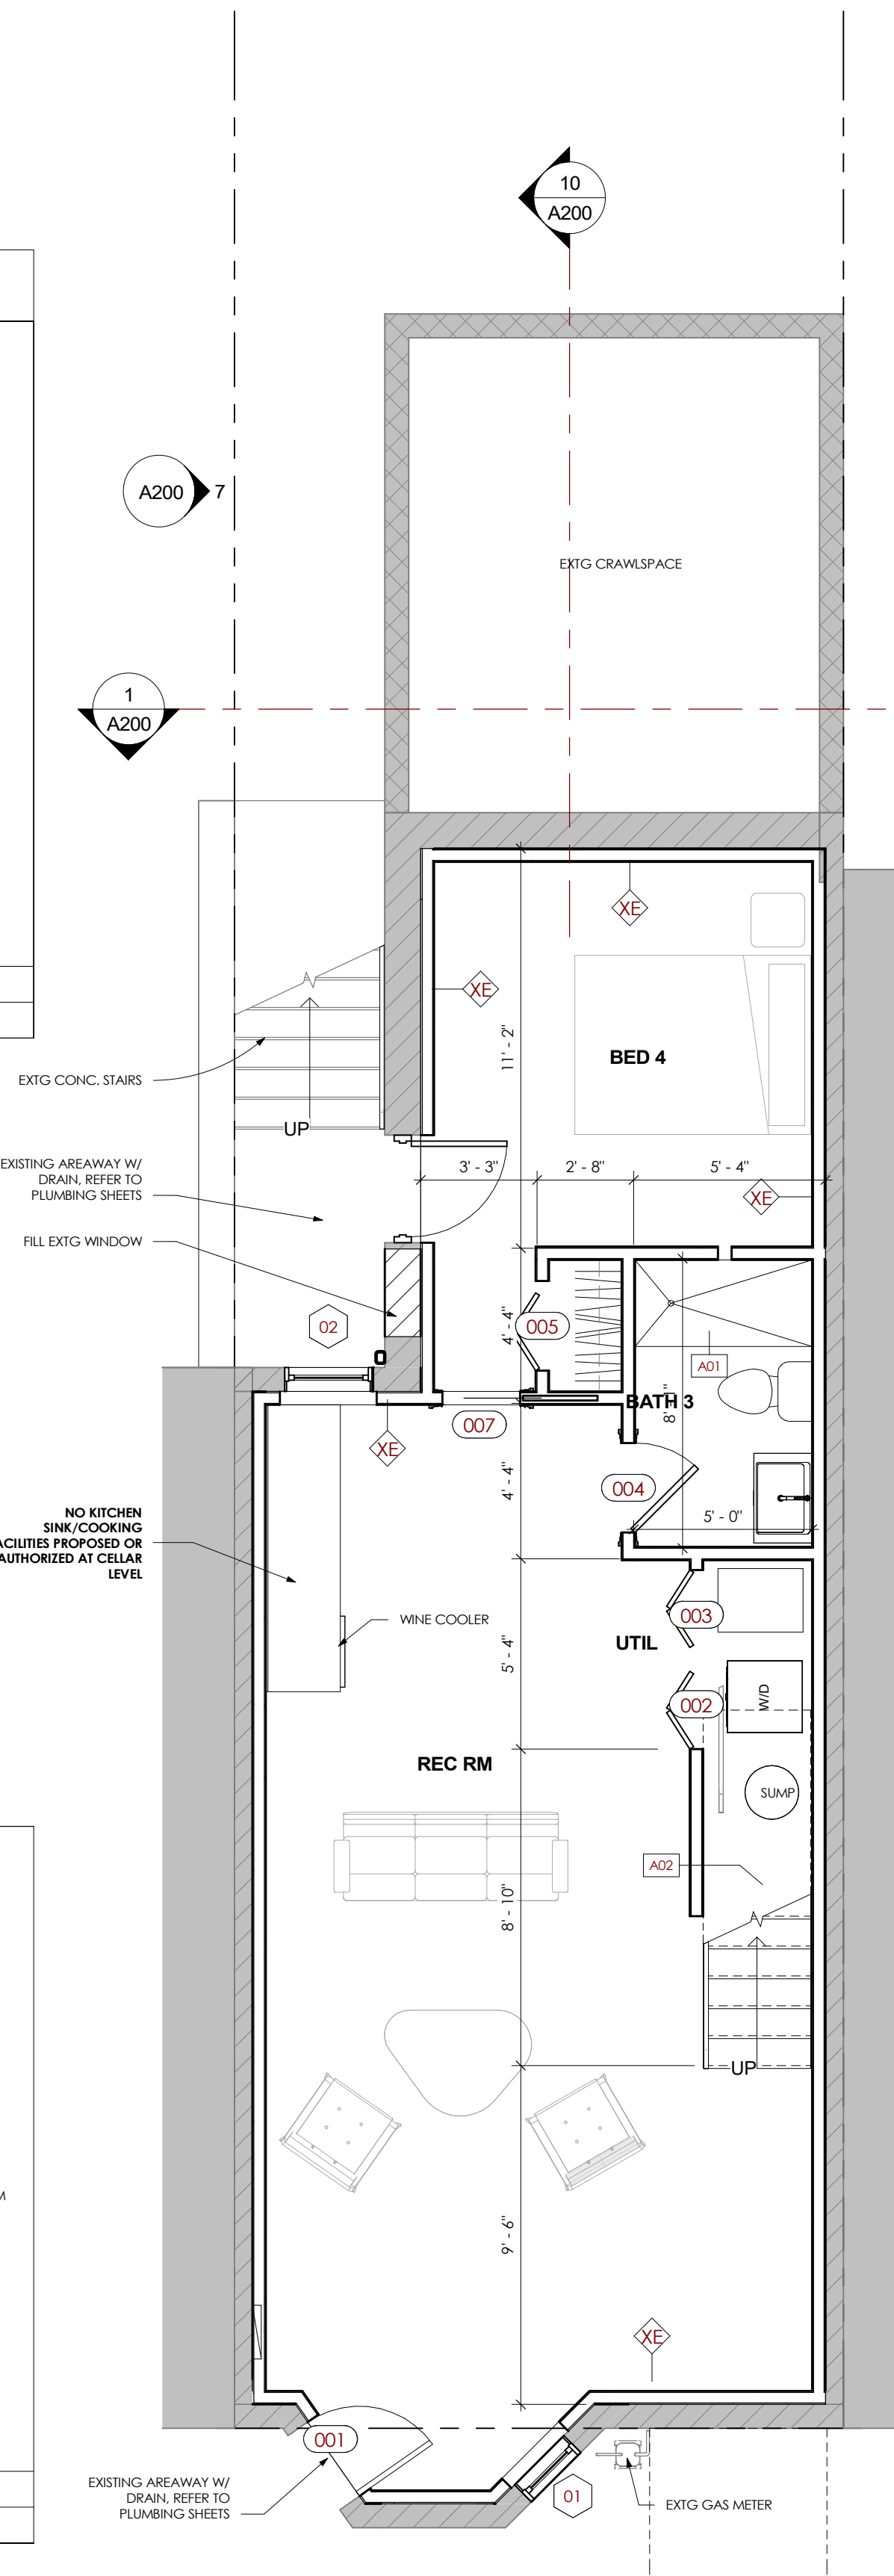 10
A200
A200
7
EXTG CRAWLSPACE
1
A200
XE
XE
11' - 2"
BED 4
EXTG CONC. STAIRS
UP
EXISTING AREAWAY W/
DRAIN, REFER TO
PLUMBING SHEETS
3' - 3"
2' - 8"
5' - 4"
XE
FILL EXTG WINDOW
02
4' - 4"
005
A01
BATH 3
8' - 1"
007
XE
4' - 4"
004
5' - 0"
NO KITCHEN
SINK/COOKING
ACILITIES PROPOSED OR
AUTHORIZED AT CELLAR
LEVEL
WINE COOLER
003
UTIL
5' - 4"
002
W/D
REC RM
SUMP
A02
8' - 10"
UP
M
9' - 6"
XE
001
EXISTING AREAWAY W/
DRAIN, REFER TO
PLUMBING SHEETS
01
EXTG GAS METER